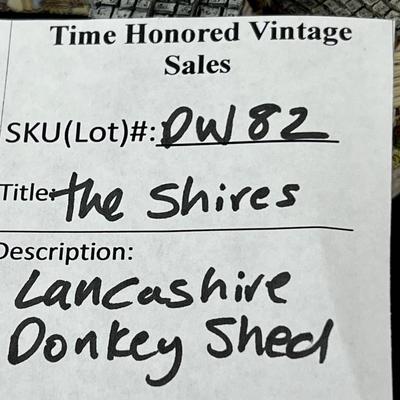 Time Honored Vintage
Sales
SKU(Lot)#: DW82
Title: the Shires
Description:
Lancashire
Donkey Shed